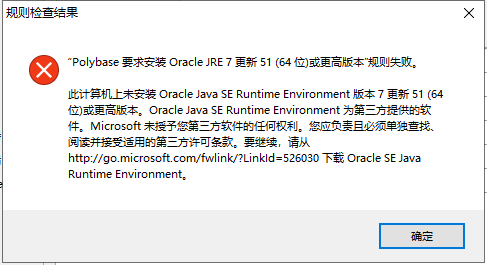 规则检查结果
“Polybase 要求安装 Oracle JRE 7 更新 51 (64 位)或更高版本”规则失败。
此计算机上未安装 Oracle Java SE Runtime Environment 版本 7 更新 51 (64
位)或更高版本。Oracle Java SE Runtime Environment 为第三方提供的软
件。Microsoft 未授予您第三方软件的任何权利。您应负责且必须单独查找、
阅读并接受适用的第三方许可条款。要继续，请从
http://go.microsoft.com/fwlink/?LinkId=526030 下载 Oracle SE Java
Runtime Environment。
确定